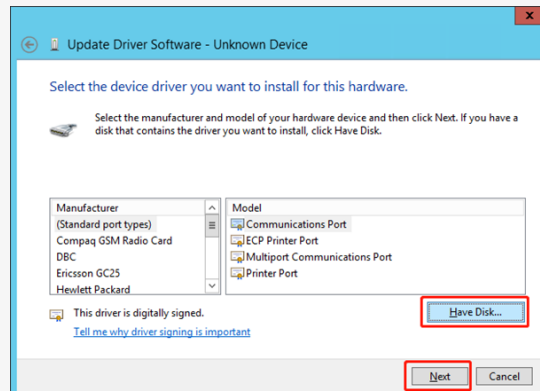 x
Update Driver Software - Unknown Device
Select the device driver you want to install for this hardware.
Select the manufacturer and model of your hardware device and then click Next. If you have a
disk that contains the driver you want to install, click Have Disk.
Manufacturer
(Standard port types)
Compaq GSM Radio Card
DBC
Ericsson GC25
Hewlett Packard
Model
Communications Port
ECP Printer Port
Multiport Communications Port
Printer Port
This driver is digitally signed.
Tell me why driver signing is important
Have Disk...
Next
Cancel